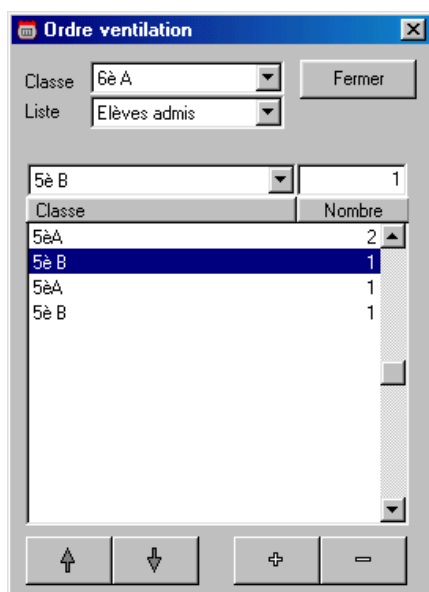 Ordre ventilation
Classe 6è A Fermer
Liste Elèves admis
5è B 1
Classe Nombre
5èA 2
5è B 1
5èA 1
5è B 1